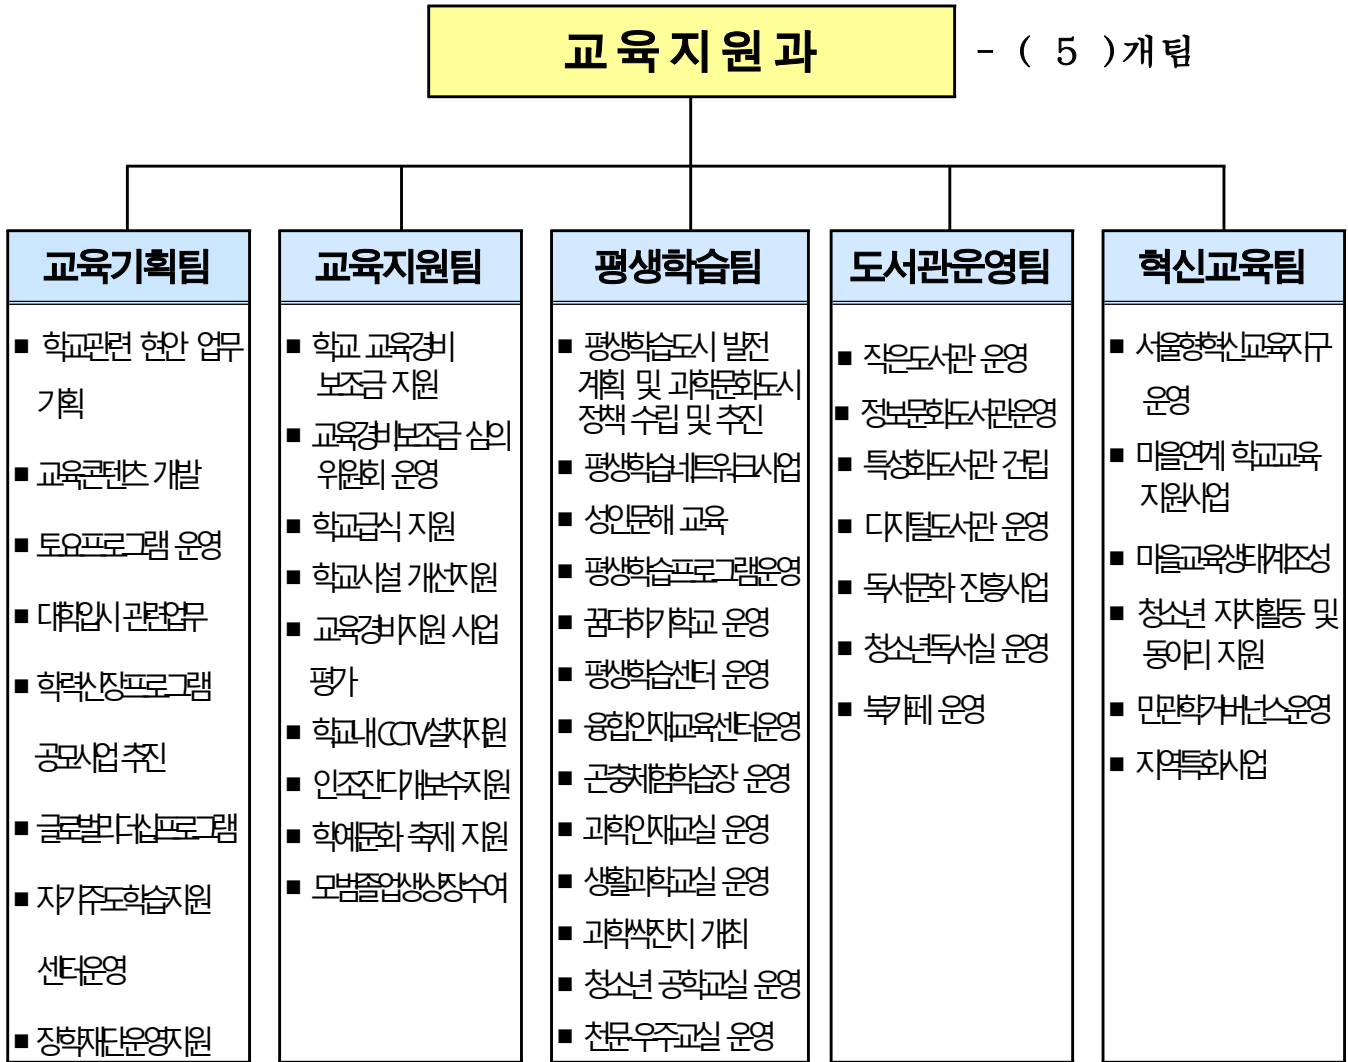 교육지원과
- ( 5 )개팀
교육기획팀
■ 학교관련 현안 업무
기획
■ 교육콘텐츠 개발
■ 토요프로그램 운영
■ 대학입시 관련업무
■ 학력신장프로그램
공모사업 추진
■ 글로벌리더십프로그램
■ 자기주도학습지원
센터운영
■ 장학재단운영지원
교육지원팀
■ 학교 교육경비
보조금 지원
■ 교육경비보조금 심의
위원회 운영
■ 학교급식 지원
■ 학교시설 개선지원
■ 교육경비지원 사업
평가
■ 학교내CCTV설치지원
■ 인조잔디개보수지원
■ 학예문화 축제 지원
■ 모범졸업생상장수여
평생학습팀
■ 평생학습도시 발전
계획 및 과학문화도시
정책 수립 및 추진
■ 평생학습네트워크사업
■ 성인문해 교육
■ 평생학습프로그램운영
■ 꿈더하기학교 운영
■ 평생학습센터 운영
■ 융합인재교육센터운영
■ 곤충체험학습장 운영
■ 과학인재교실 운영
■ 생활과학교실 운영
■ 과학싹잔치 개최
■ 청소년 공학교실 운영
■ 천문·우주교실 운영
도서관운영팀
■ 작은도서관 운영
■ 정보문화도서관운영
■ 특성화도서관 건립
■ 디지털도서관 운영
■ 독서문화 진흥사업
■ 청소년독서실 운영
■ 북카페 운영
혁신교육팀
■ 서울형혁신교육지구
운영
■ 마을연계 학교교육
지원사업
■ 마을교육생태계조성
■ 청소년 자치활동 및
동아리 지원
■ 민관학거버넌스운영
■ 지역특화사업